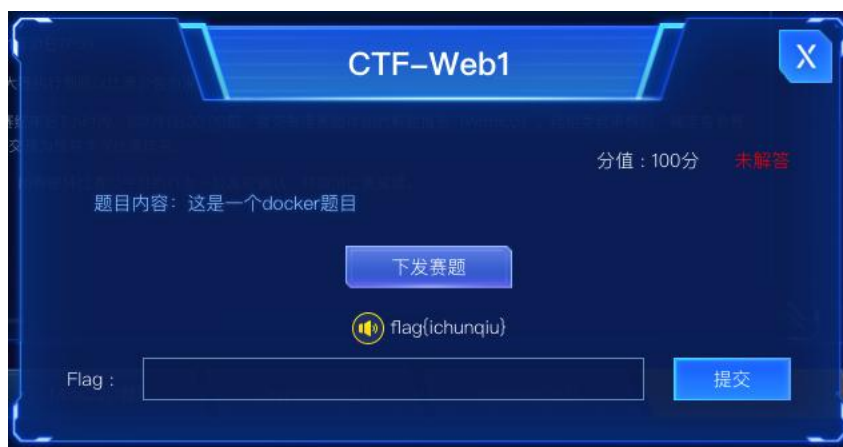 CTF-Web1
X
分值：100分 未解答
题目内容：这是一个docker题目
下发赛题
flag{ichunqiu}
Flag：
提交